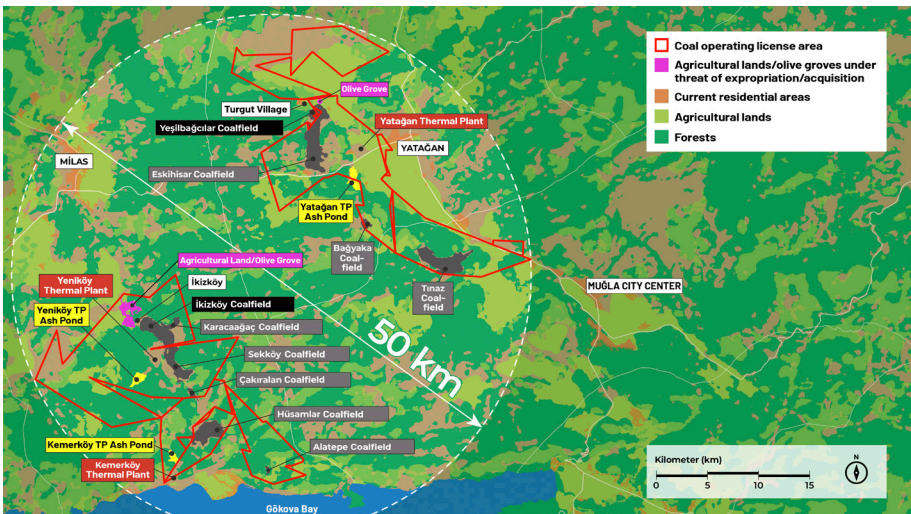 Coal operating license area
Agricultural lands/olive groves under
threat of expropriation/acquisition
Current residential areas
Agricultural lands
Forests
Olive Grove
Turgut Village
Yeşilbağcılar Coalfield
Yatağan Thermal Plant
YATAĞAN
MİLAS
Eskihisar Coalfield
Yatağan TP
Ash Pond
Bağyaka
Coal-
field
Tınaz
Coal-
field
MUĞLA CITY CENTER
Agricultural Land/Olive Grove
Yeniköy
Thermal Plant
İkizköy
Yeniköy TP
Ash Pond
İkizköy Coalfield
Karacaağaç Coalfield
50 km
Sekköy Coalfield
Çakıralan Coalfield
Hüsamlar Coalfield
Kemerköy TP Ash Pond
Alatepe Coalfield
Kemerköy
Thermal Plant
Gökova Bay
Kilometer (km)
0 5 10 15
N